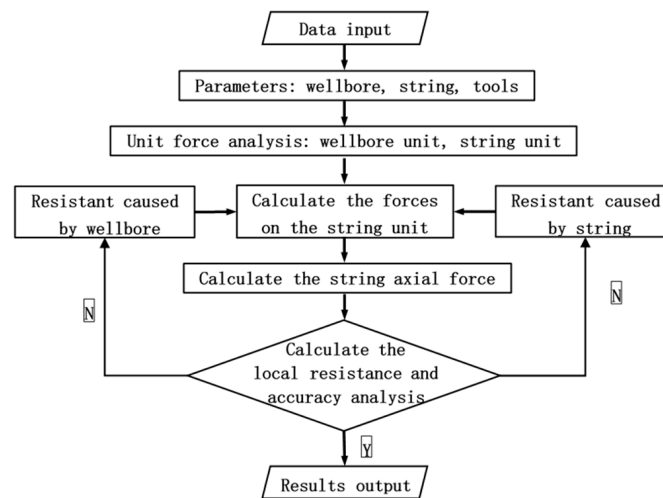 Data input
Parameters: wellbore, string, tools
Unit force analysis: wellbore unit, string unit
Resistant caused
by wellbore
Calculate the forces
on the string unit
Resistant caused
by string
Calculate the string axial force
N
N
Calculate the
local resistance and
accuracy analysis
Y
Results output